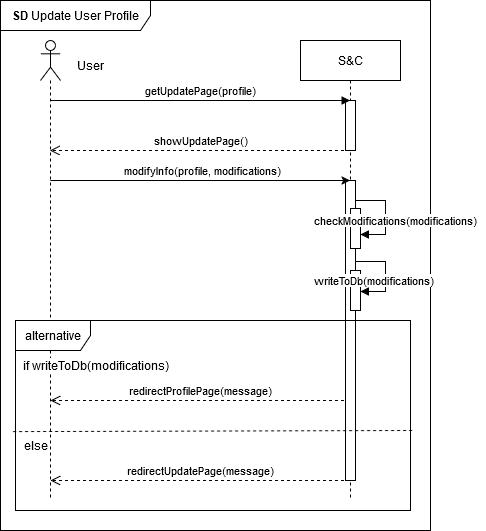 SD Update User Profile
User
S&C
getUpdatePage(profile)
showUpdatePage()
modifyInfo(profile, modifications)
checkModifications(modifications)
writeToDb(modifications)
alternative
if writeToDb(modifications)
redirectProfilePage(message)
else
redirectUpdatePage(message)